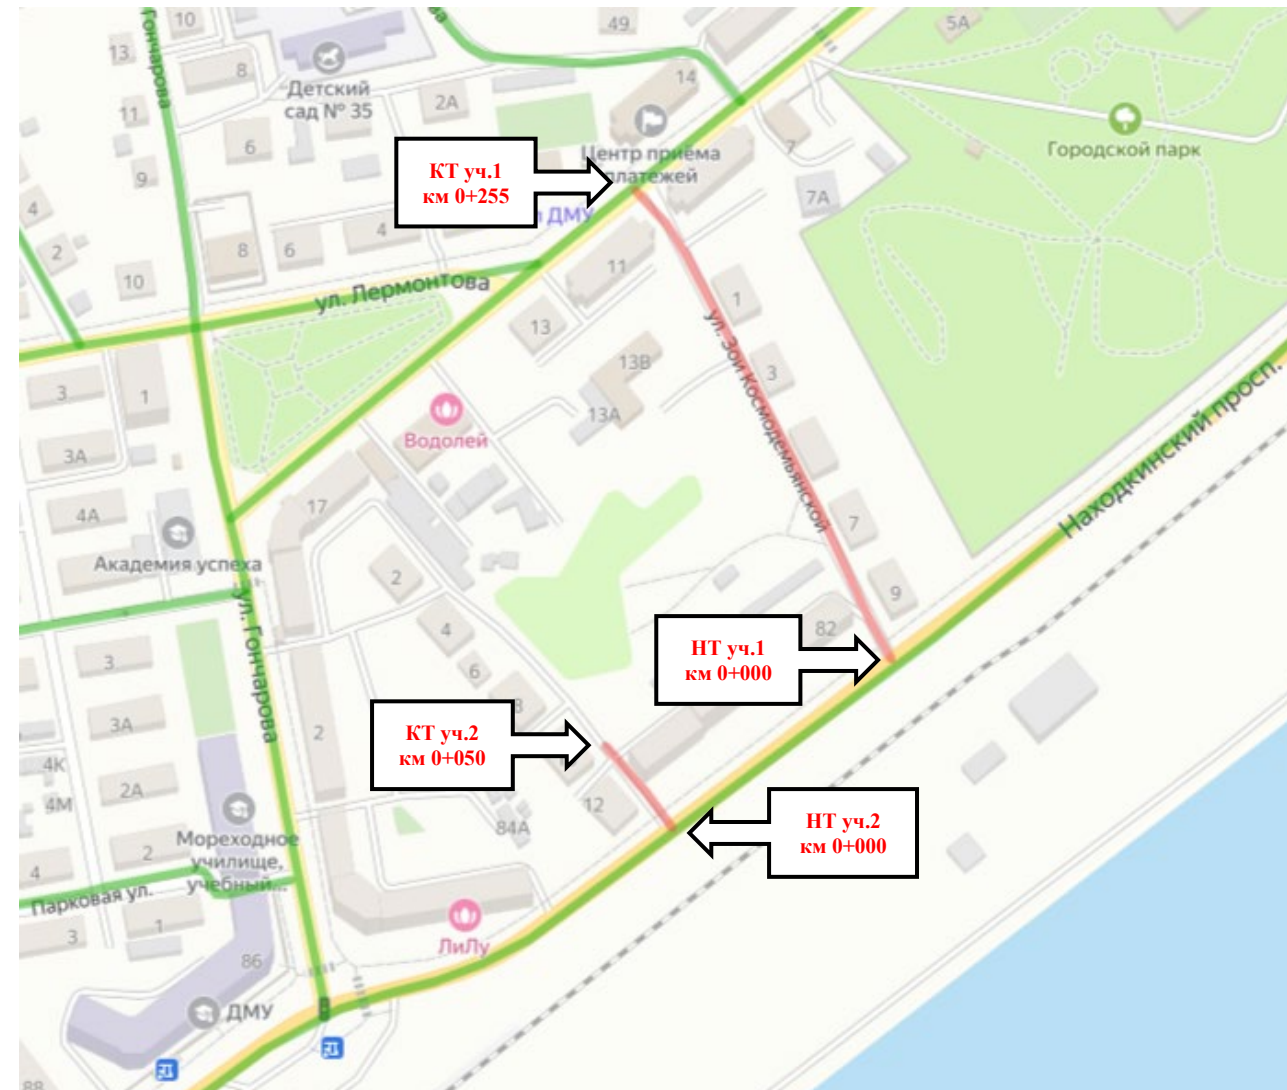 10
49
5А
13
ул. Гончарова
8
Детский
сад № 35
14
2А
11
6
7
Центр приёма
платежей
Городской парк
КТ уч.1
км 0+255
9
7А
4
ДМУ
4
2
8
6
11
10
ул. Лермонтова
1
13
13В
3
ул. Зои Космодемьянской
3
1
13А
Водолей
Находкинский просп.
3А
17
4А
7
Академия успеха
2
9
ул. Гончарова
4
82
НТ уч.1
км 0+000
3
6
8
3А
2
КТ уч.2
км 0+050
4К
2А
4М
12
НТ уч.2
км 0+000
84А
Мореходное
училище,
учебный...
2
4
Парковая ул.
1
3
ЛиЛу
86
ДМУ
88